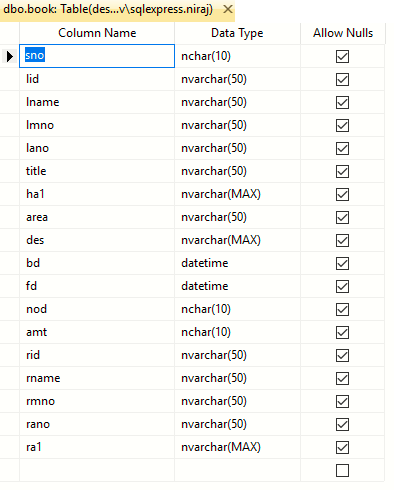 dbo.book: Table(des...v\sqlexpress.niraj)
Column Name Data Type Allow Nulls
sno nchar(10)
lid nvarchar(50)
lname nvarchar(50)
lmno nvarchar(50)
lano nvarchar(50)
title nvarchar(50)
ha1 nvarchar(MAX)
area nvarchar(50)
des nvarchar(MAX)
bd datetime
fd datetime
nod nchar(10)
amt nchar(10)
rid nvarchar(50)
rname nvarchar(50)
rmno nvarchar(50)
rano nvarchar(50)
ra1 nvarchar(MAX)